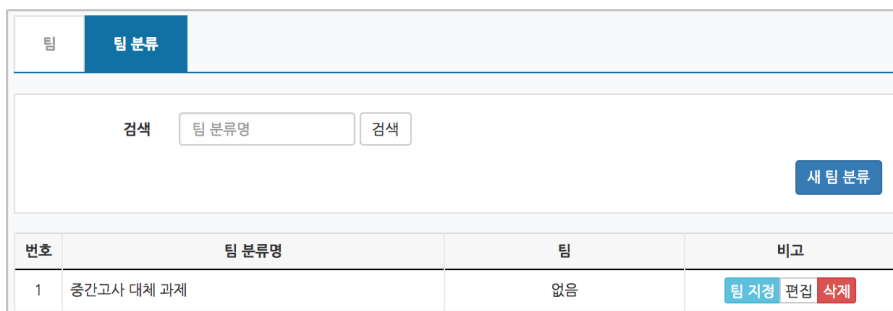 팀 팀 분류
검색 팀 분류명 검색
새 팀 분류
번호 팀 분류명 팀 비고
1 중간고사 대체 과제 없음 팀 지정 편집 삭제